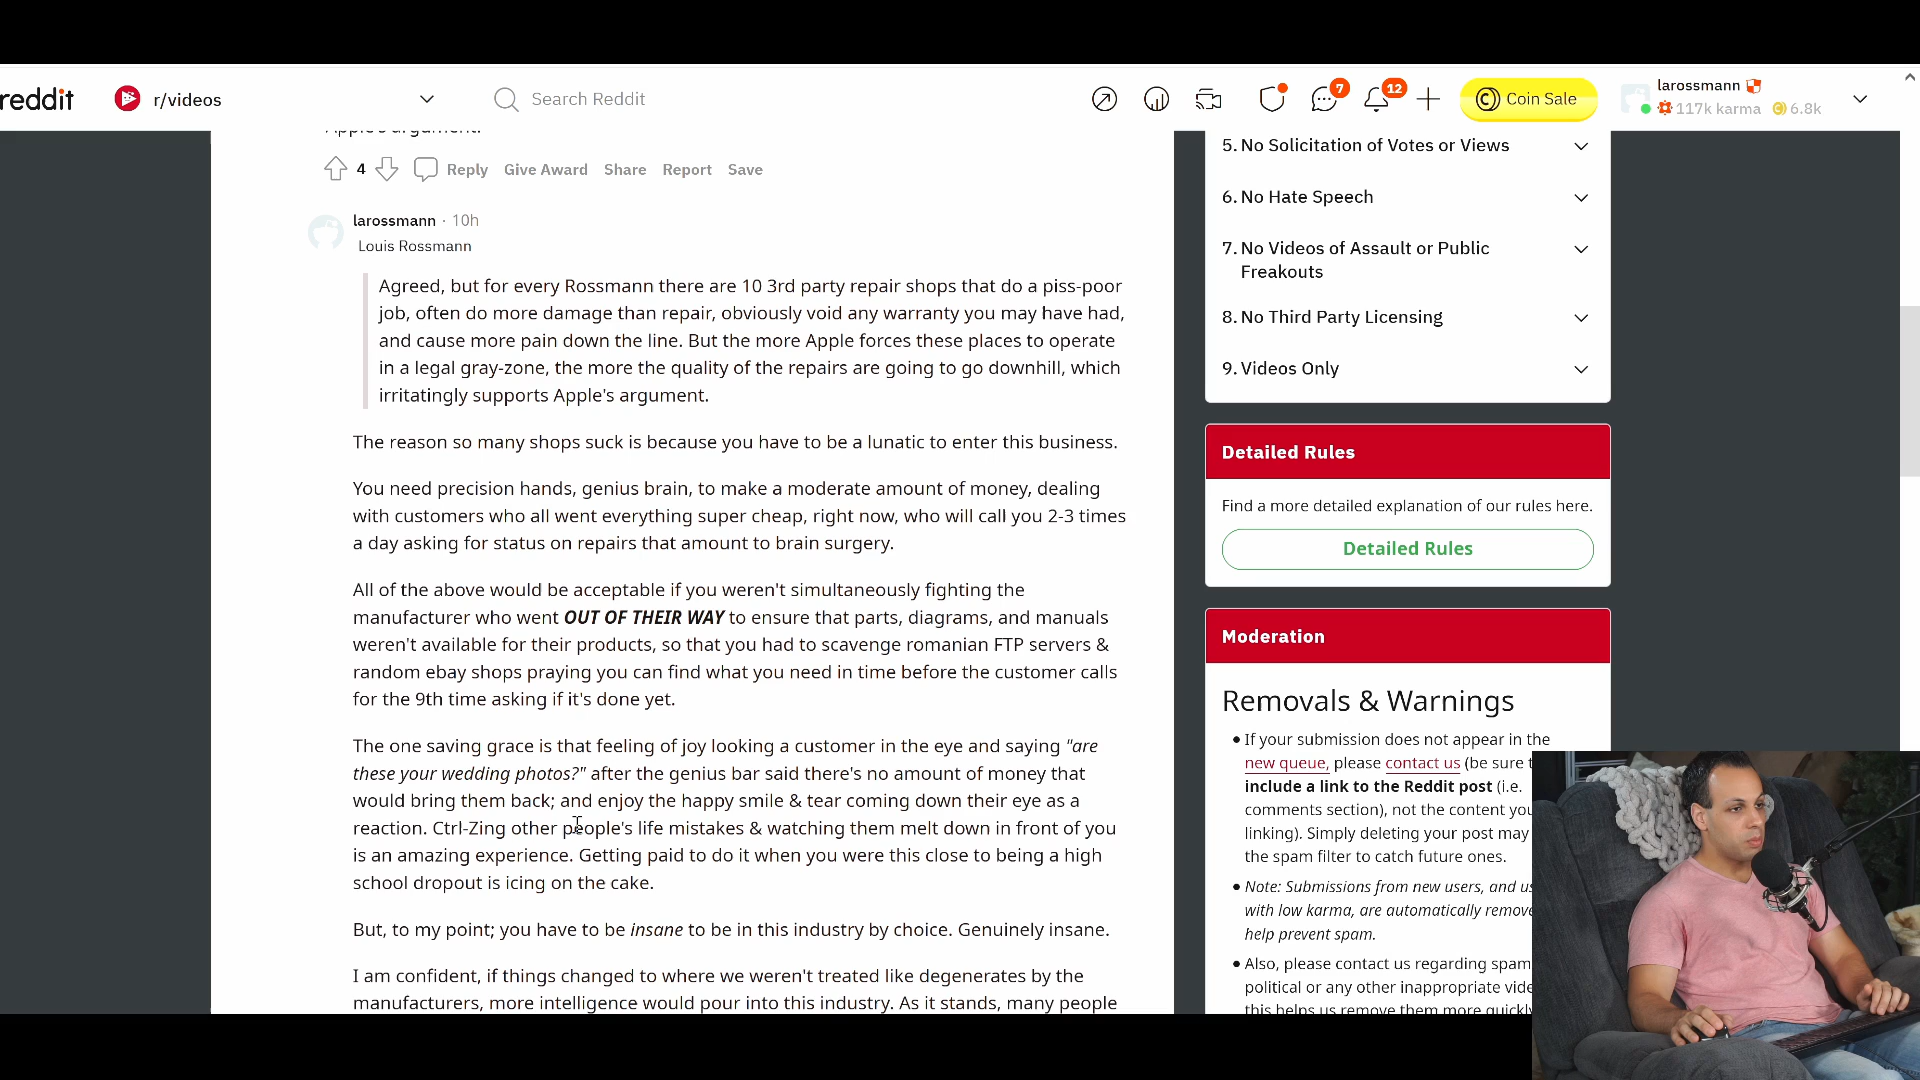 reddit
r/videos
Search Reddit
7
12
Coin Sale
larossmann
117k karma
6.8k
Apple's argument.
4
Reply
Give Award
Share
Report
Save
larossmann · 10h
Louis Rossmann
Agreed, but for every Rossmann there are 10 3rd party repair shops that do a piss-poor
job, often do more damage than repair, obviously void any warranty you may have had,
and cause more pain down the line. But the more Apple forces these places to operate
in a legal gray-zone, the more the quality of the repairs are going to go downhill, which
irritatingly supports Apple's argument.
The reason so many shops suck is because you have to be a lunatic to enter this business.
You need precision hands, genius brain, to make a moderate amount of money, dealing
with customers who all went everything super cheap, right now, who will call you 2-3 times
a day asking for status on repairs that amount to brain surgery.
All of the above would be acceptable if you weren't simultaneously fighting the
manufacturer who went OUT OF THEIR WAY to ensure that parts, diagrams, and manuals
weren't available for their products, so that you had to scavenge romanian FTP servers &
random ebay shops praying you can find what you need in time before the customer calls
for the 9th time asking if it's done yet.
The one saving grace is that feeling of joy looking a customer in the eye and saying "are
these your wedding photos?" after the genius bar said there's no amount of money that
would bring them back; and enjoy the happy smile & tear coming down their eye as a
reaction. Ctrl-Zing other people's life mistakes & watching them melt down in front of you
is an amazing experience. Getting paid to do it when you were this close to being a high
school dropout is icing on the cake.
But, to my point; you have to be insane to be in this industry by choice. Genuinely insane.
I am confident, if things changed to where we weren't treated like degenerates by the
manufacturers, more intelligence would pour into this industry. As it stands, many people
5. No Solicitation of Votes or Views
6. No Hate Speech
7. No Videos of Assault or Public
Freakouts
8. No Third Party Licensing
9. Videos Only
Detailed Rules
Find a more detailed explanation of our rules here.
Detailed Rules
Moderation
Removals & Warnings
If your submission does not appear in the
new queue, please contact us (be sure
include a link to the Reddit post (i.e.
comments section), not the content you
linking). Simply deleting your post may
the spam filter to catch future ones.
Note: Submissions from new users, and
with low karma, are automatically
help prevent spam.
Also, please contact us regarding spam
political or any other inappropriate
this helps us remove them more quickly